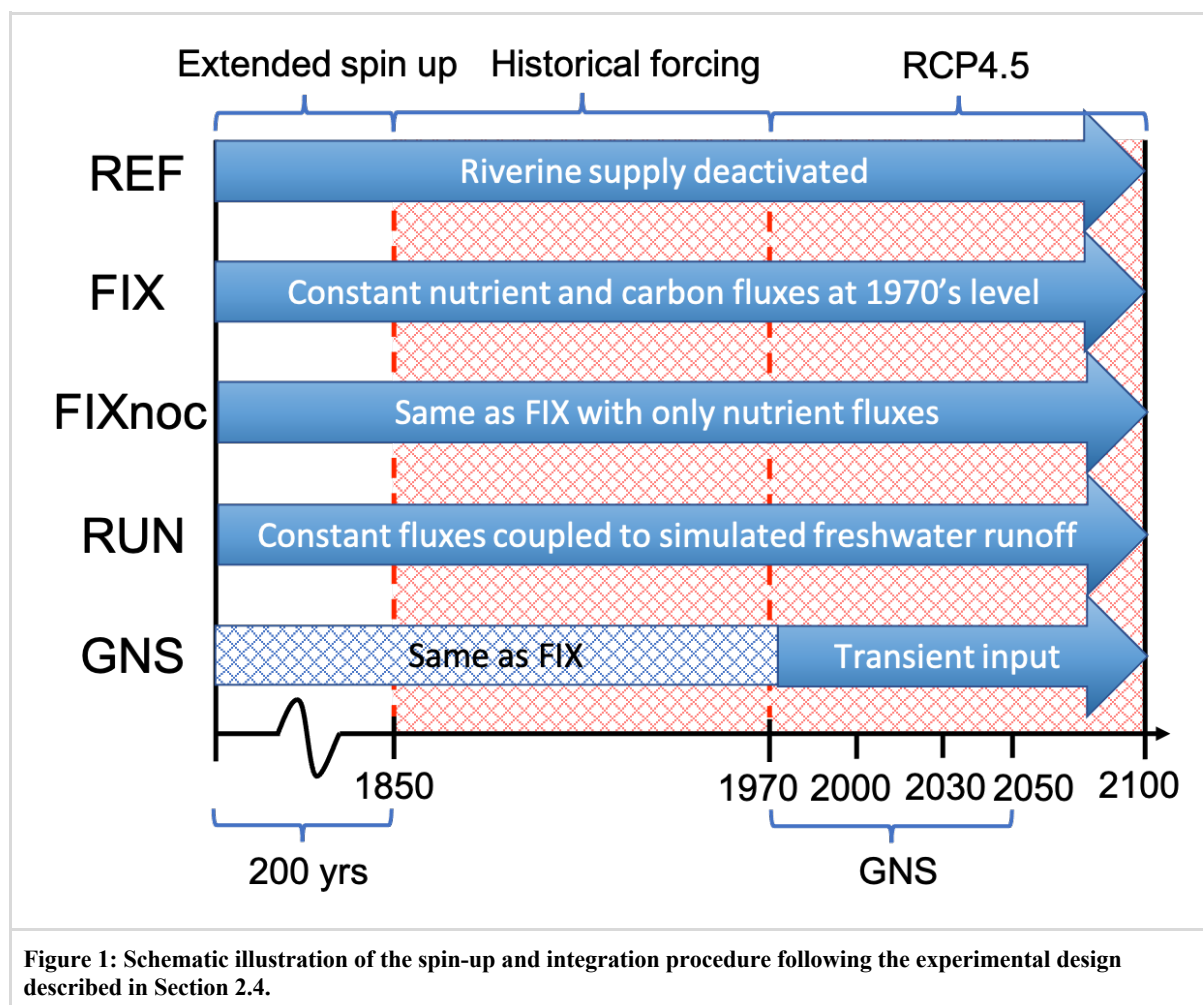 Extended spin up Historical forcing RCP4.5
REF Riverine supply deactivated
FIX Constant nutrient and carbon fluxes at 1970's level
FIXnoc Same as FIX with only nutrient fluxes
RUN Constant fluxes coupled to simulated freshwater runoff
GNS Same as FIX Transient input
1850 1970 2000 2030 2050 2100
200 yrs GNS
Figure 1: Schematic illustration of the spin-up and integration procedure following the experimental design
described in Section 2.4.